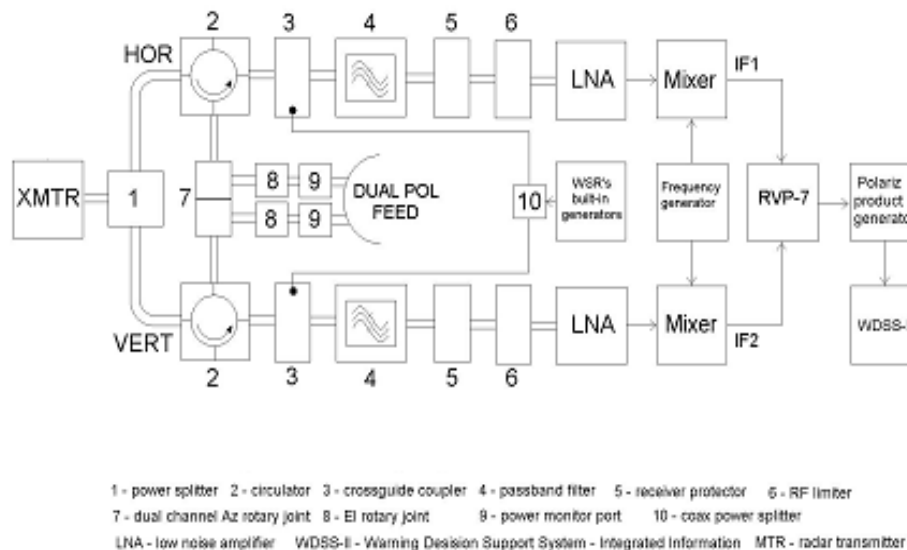 2 3 4 5 6
HOR
LNA
Mixer
IF1
XMTR
1
7
8 9
8 9
DUAL POL
FEED
10
WSR's
built-in
generators
Frequency
generator
RVP-7
Polariz
product
generato
VERT
LNA
Mixer
IF2
WDSS-I
2 3 4 5 6
1 - power splitter 2 - circulator 3 - crossguide coupler 4 - passband filter 5 - receiver protector 6 - RF limiter
7 - dual channel Az rotary joint 8 - El rotary joint 9 - power monitor port 10 - coax power splitter
LNA - low noise amplifier WDSS-II - Warning Desision Support System - Integrated Information MTR - radar transmitter